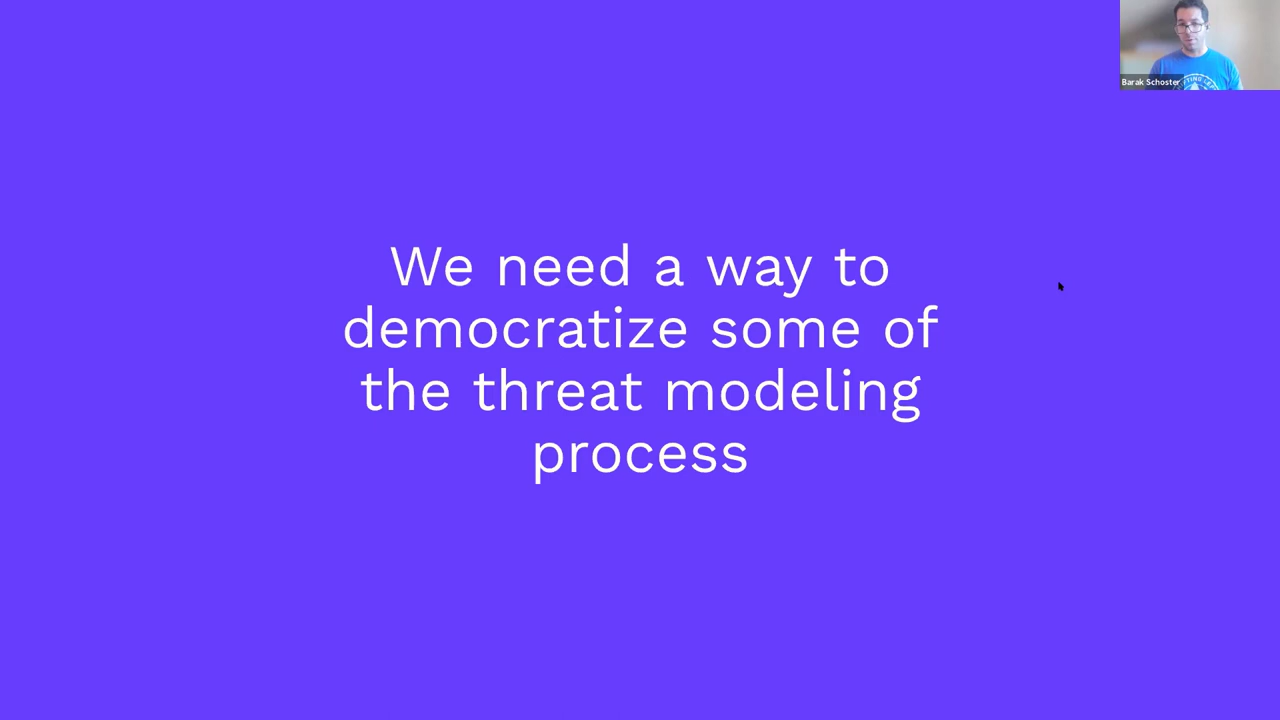 Barak Schoster
We need a way to
democratize some of
the threat modeling
process